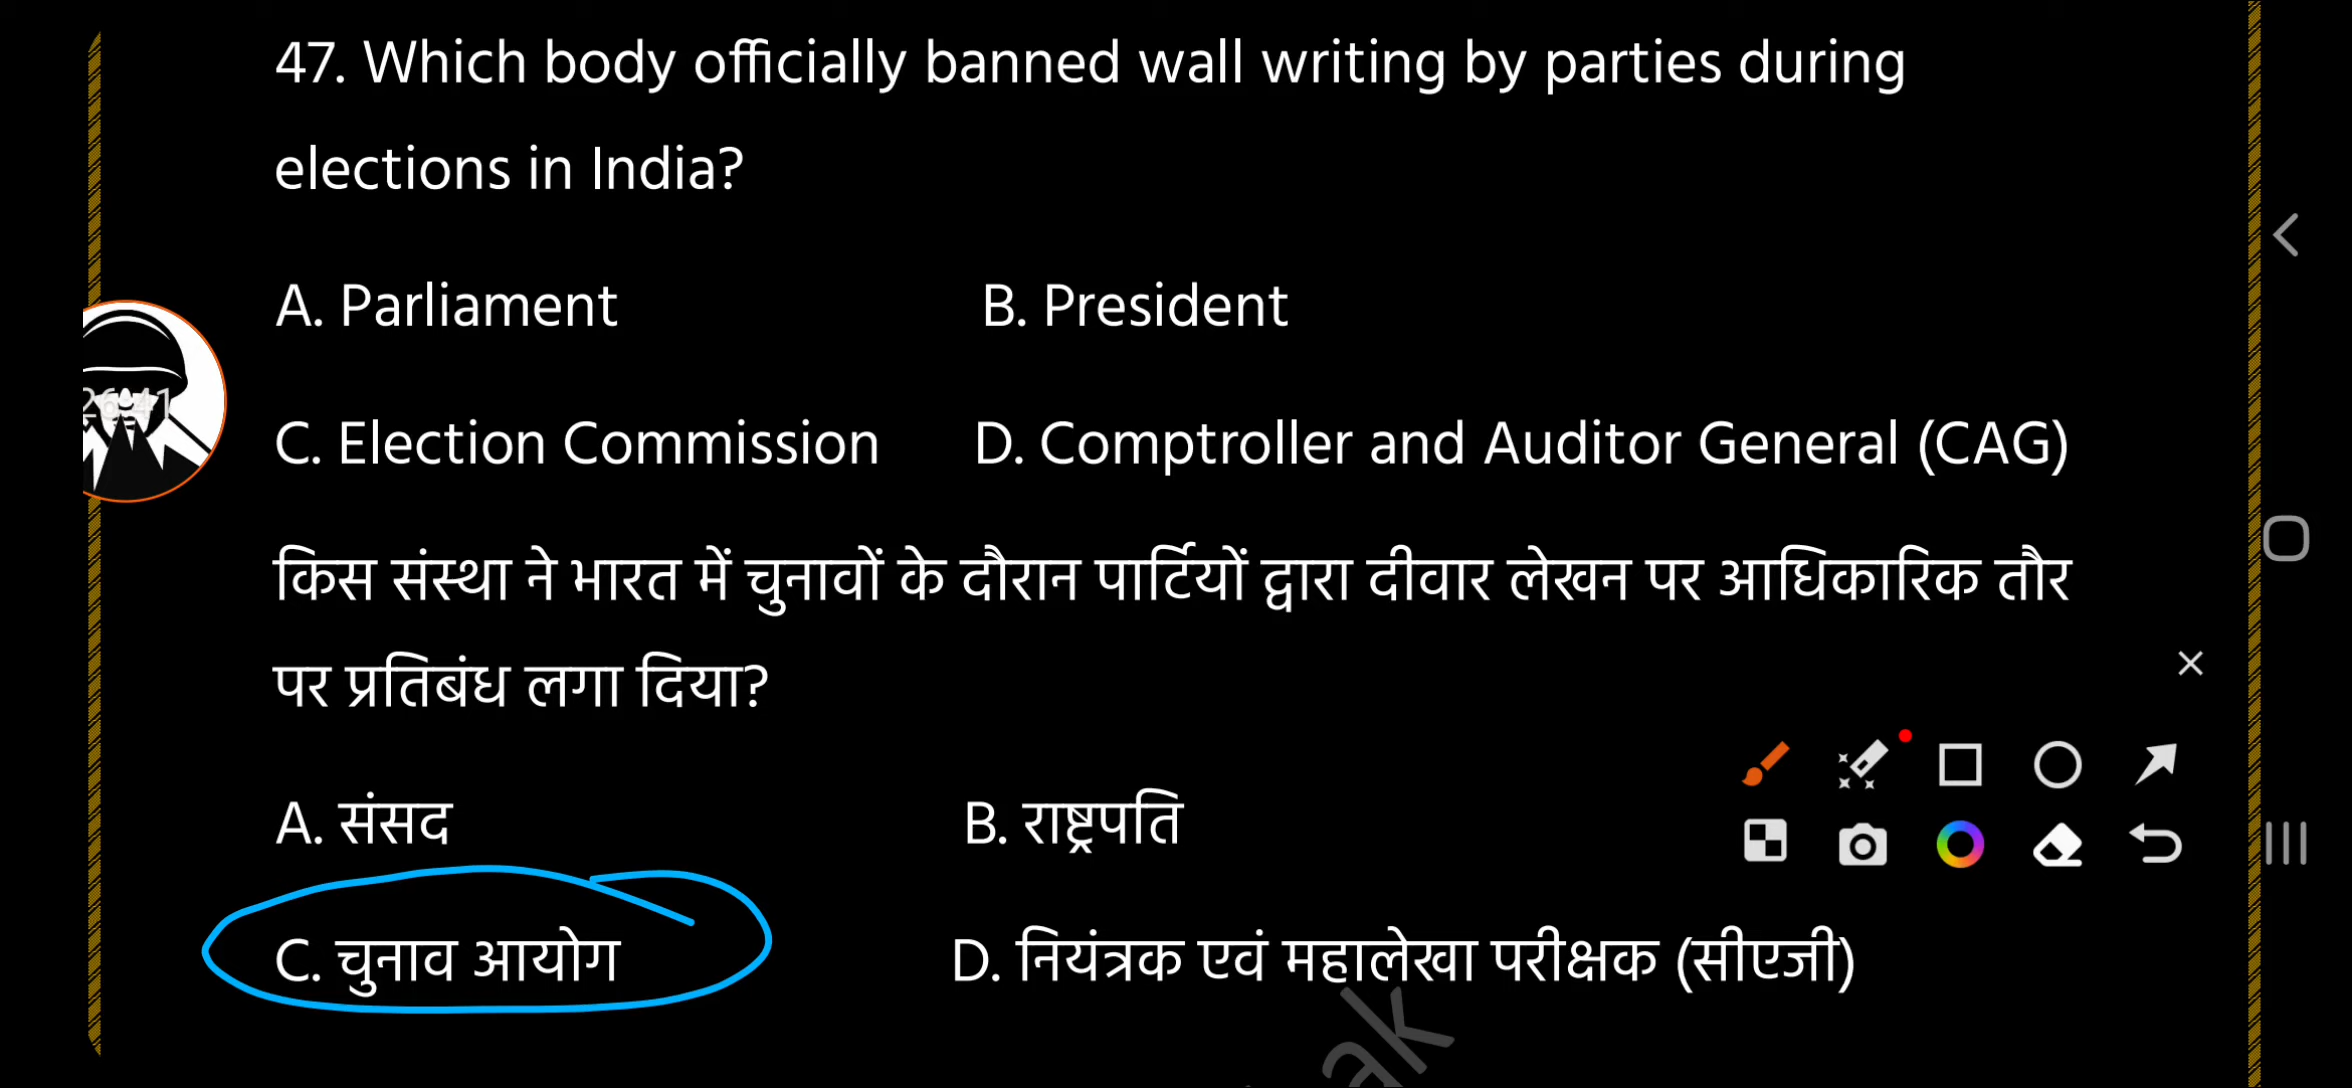 47. Which body officially banned wall writing by parties during
elections in India?
A. Parliament B. President
C. Election Commission D. Comptroller and Auditor General (CAG)
किस संस्था ने भारत में चुनावों के दौरान पार्टियों द्वारा दीवार लेखन पर आधिकारिक तौर
पर प्रतिबंध लगा दिया?
A. संसद B. राष्ट्रपति
C. चुनाव आयोग D. नियंत्रक एवं महालेखा परीक्षक (सीएजी)